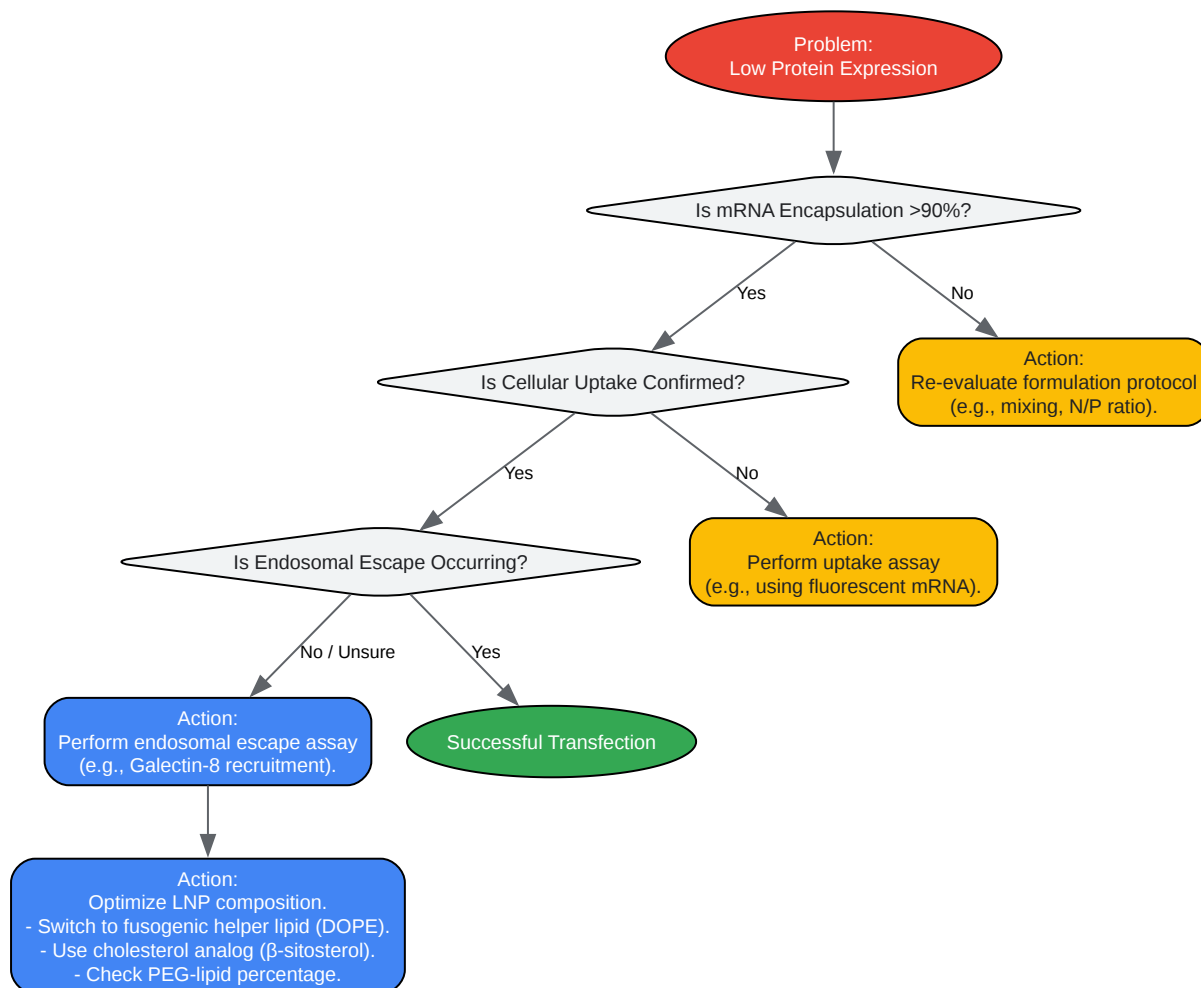 Problem:
Low Protein Expression
Is mRNA Encapsulation >90%?
Yes
No
Action:
Re-evaluate formulation protocol
(e.g., mixing, N/P ratio).
Is Cellular Uptake Confirmed?
Yes
No
Action:
Perform uptake assay
(e.g., using fluorescent mRNA).
Is Endosomal Escape Occurring?
No / Unsure
Yes
Action:
Perform endosomal escape assay
(e.g., Galectin-8 recruitment).
Successful Transfection
Action:
Optimize LNP composition.
- Switch to fusogenic helper lipid (DOPE).
- Use cholesterol analog (β-sitosterol).
- Check PEG-lipid percentage.